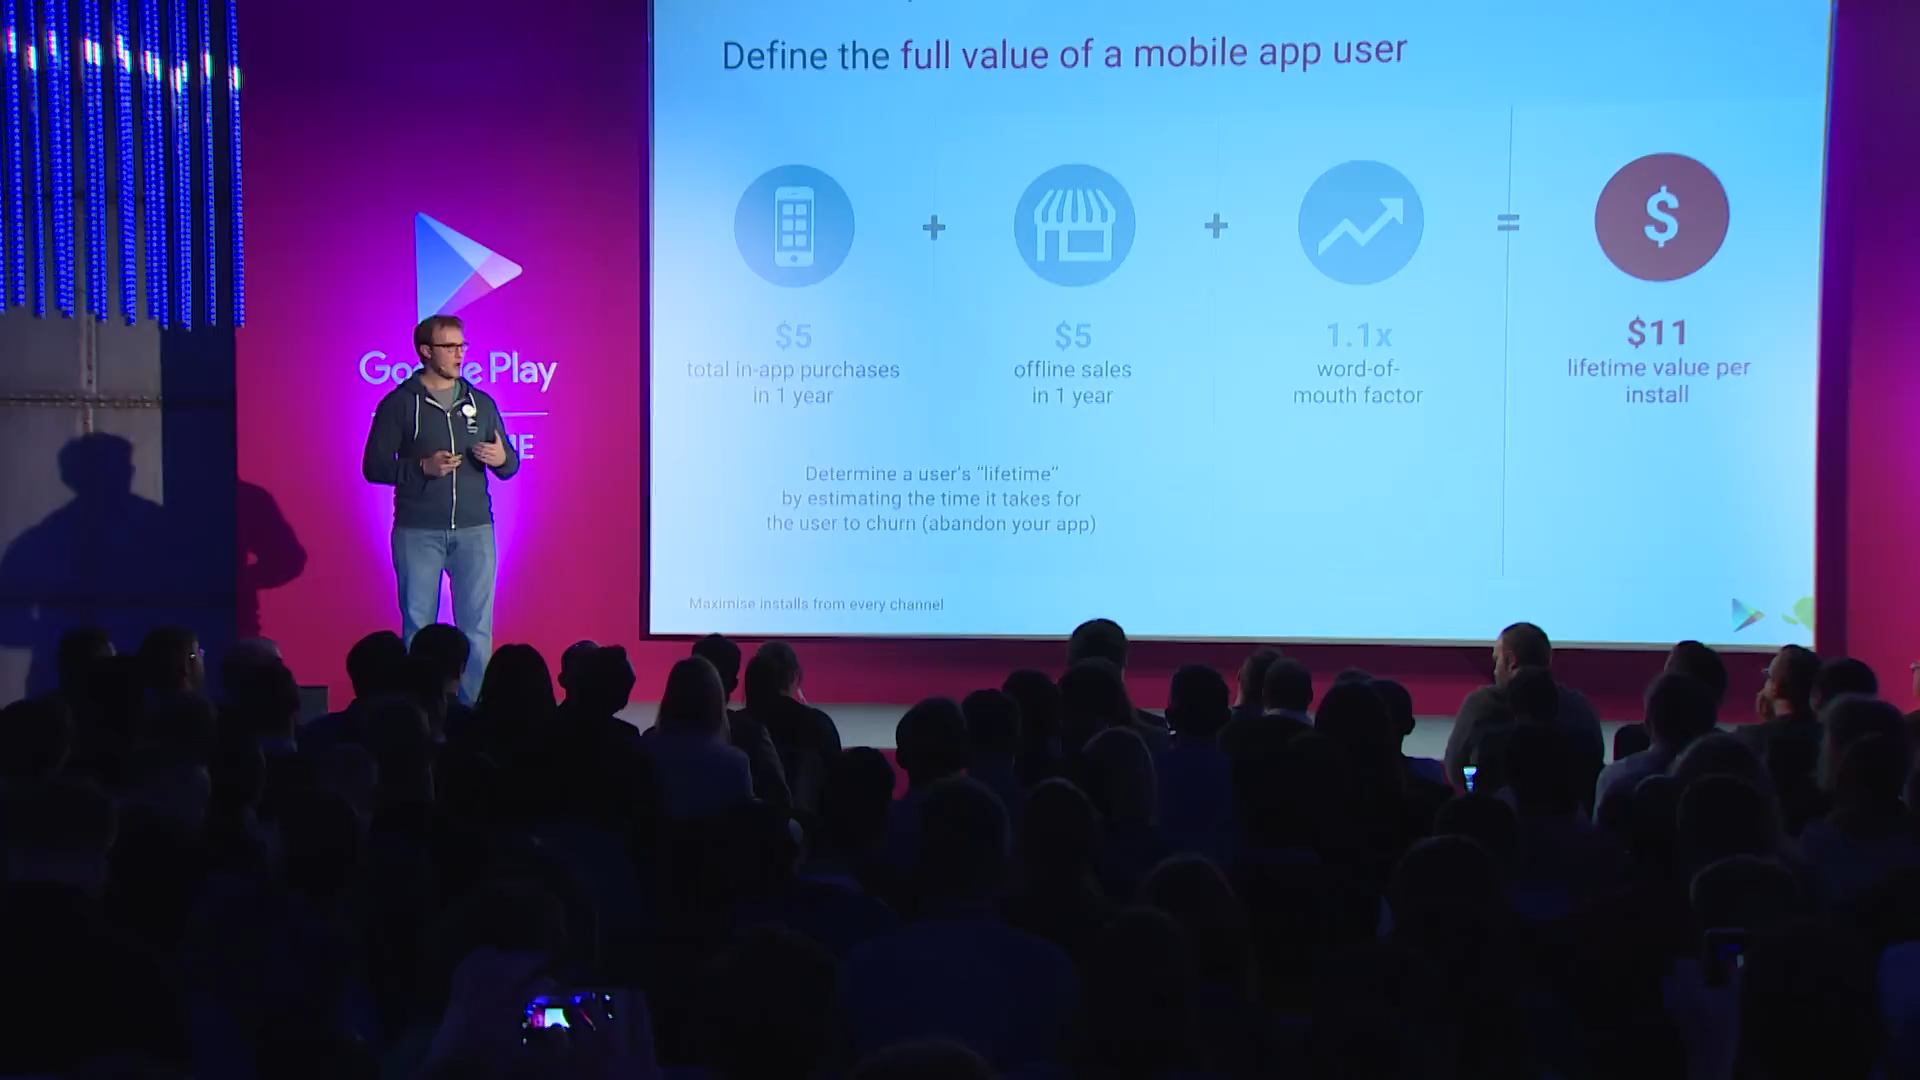 Define the full value of a mobile app user
+
+
=
$
$5
total in-app purchases
in 1 year
$5
offline sales
in 1 year
1.1x
word-of-
mouth factor
$11
lifetime value per
install
Determine a user's "lifetime"
by estimating the time it takes for
the user to churn (abandon your app)
Maximise installs from every channel
Play